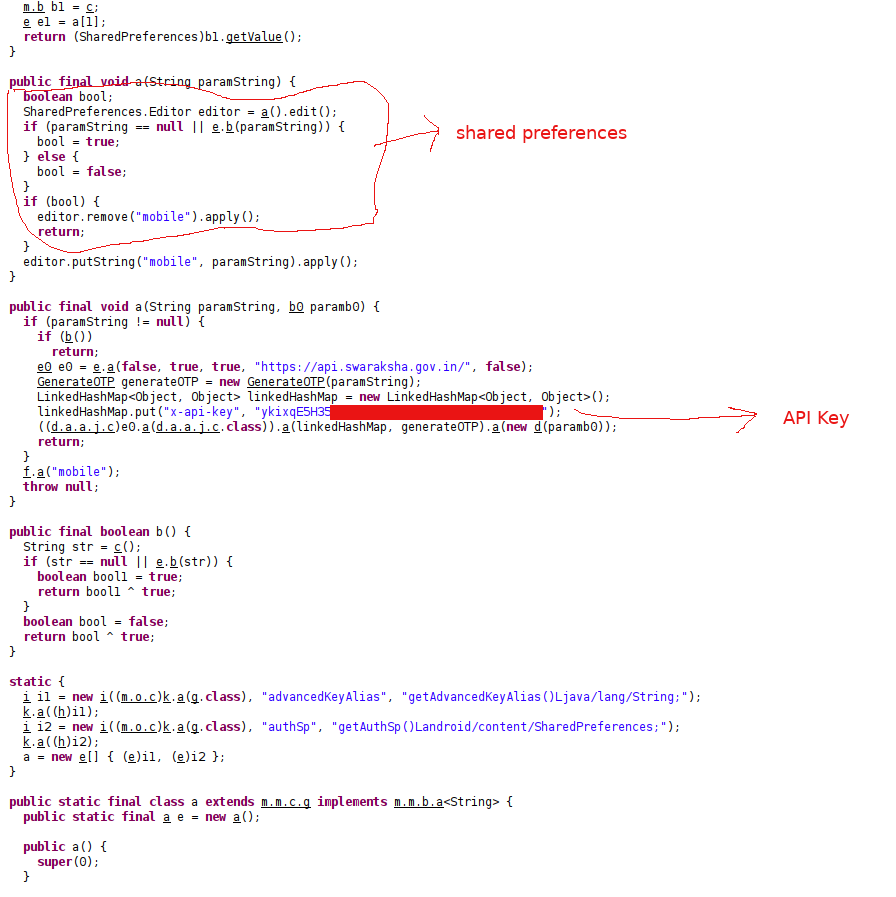 m.b b1 = c;
e e1 = a[1];
return (SharedPreferences)b1.getValue();
}
public final void a(String paramString) {
boolean bool;
SharedPreferences.Editor editor = a().edit();
if (paramString == null || e.b(paramString)) {
bool = true;
} else {
bool = false;
}
if (bool) {
editor.remove("mobile").apply();
return;
}
editor.putString("mobile", paramString).apply();
}
shared preferences
public final void a(String paramString, b0 paramb0) {
if (paramString != null) {
if (b())
return;
e0 e0 = e.a(false, true, true, "https://api.swaraksha.gov.in/", false);
GenerateOTP generateOTP = new GenerateOTP(paramString);
LinkedHashMap<Object, Object> linkedHashMap = new LinkedHashMap<Object, Object>();
linkedHashMap.put("x-api-key", "ykixqE5H35");
((d.a.a.j.c)e0.a(d.a.a.j.c.class)).a(linkedHashMap, generateOTP).a(new d(paramb0));
return;
}
f.a("mobile");
throw null;
}
API Key
public final boolean b() {
String str = c();
if (str == null || e.b(str)) {
boolean bool1 = true;
return bool1 ^ true;
}
boolean bool = false;
return bool ^ true;
}
static {
i i1 = new i((m.o.c)k.a(g.class), "advancedKeyAlias", "getAdvancedKeyAlias()Ljava/lang/String;");
k.a((h)i1);
i i2 = new i((m.o.c)k.a(g.class), "authSp", "getAuthSp()Landroid/content/SharedPreferences;");
k.a((h)i2);
a = new e[] { (e)i1, (e)i2 };
}
public static final class a extends m.m.c.g implements m.m.b.a<String> {
public static final a e = new a();
public a() {
super(0);
}